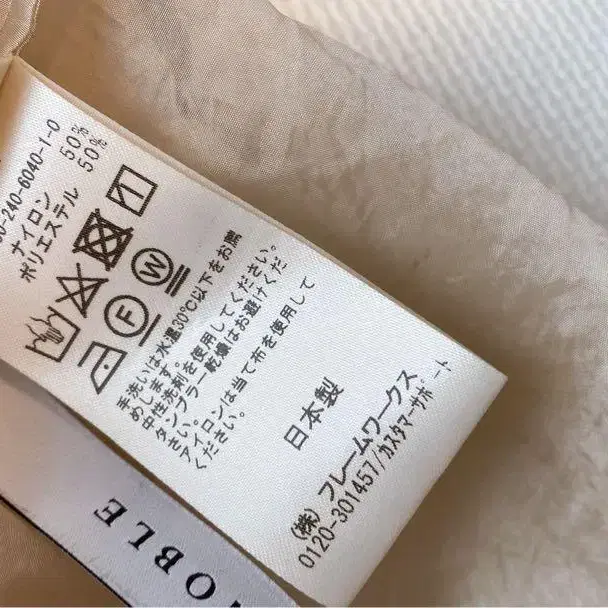 0-240-6040-1-0
ナイロン 50%
ポリエステル 50%
W
F
手洗いは水温30℃以下をお薦
めします。
中性洗剤を使用してください。
タンブラー乾燥はお避けくだ
さい。
アイロンは当て布を使用して
ください。
日本製
(株)フレームワークス
0120-301457/カスタマーサポート
NOBLE